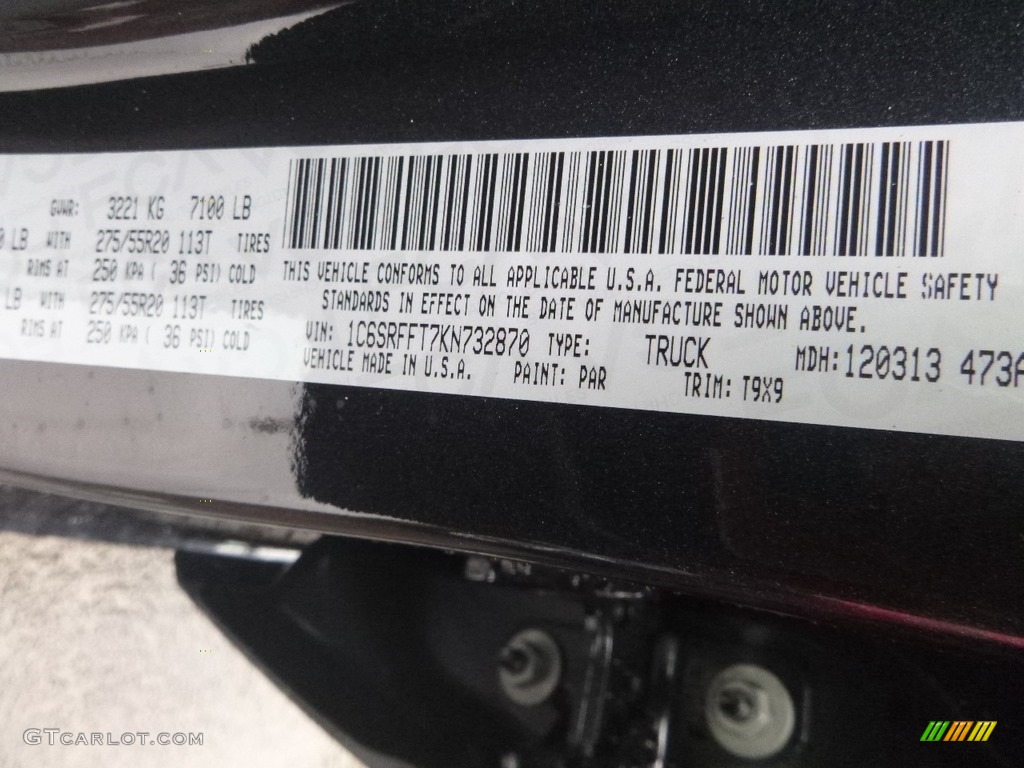 GVWR: 3221 KG 7100 LB
LB WITH 275/55R20 113T TIRES
RIMS AT 250 KPA ( 36 PSI) COLD
LB WITH 275/55R20 113T TIRES
RIMS AT 250 KPA ( 36 PSI) COLD
THIS VEHICLE CONFORMS TO ALL APPLICABLE U.S.A. FEDERAL MOTOR VEHICLE SAFETY
STANDARDS IN EFFECT ON THE DATE OF MANUFACTURE SHOWN ABOVE.
VIN: 1C6SRFFT7KN732870 TYPE: TRUCK MDH: 120313 473A
VEHICLE MADE IN U.S.A. PAINT: PAR TRIM: T9X9
GTCARLOT.COM